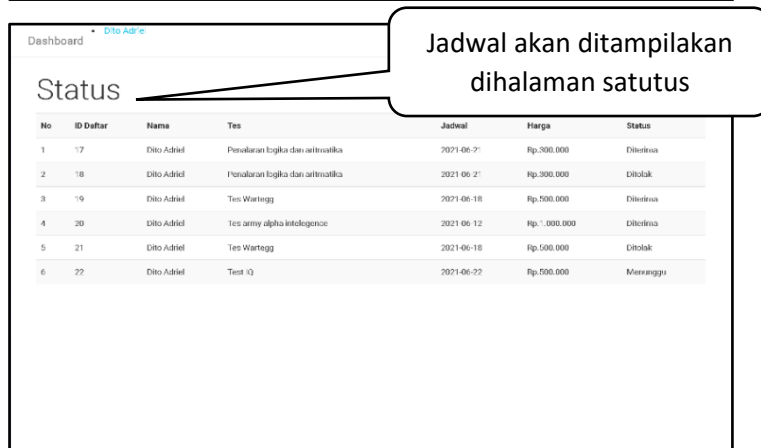 Dito Adriel
Dashboard
Jadwal akan ditampilakan
dihalaman satutus
Status
No ID Daftar Nama Tes Jadwal Harga Status
1 17 Dito Adriel Penalaran logika dan aritmatika 2021-06-21 Rp.300.000 Diterima
2 18 Dito Adriel Penalaran logika dan aritmatika 2021-06-21 Rp.300.000 Ditolak
3 19 Dito Adriel Tes Wartegg 2021-06-18 Rp.500.000 Diterima
4 20 Dito Adriel Tes army alpha intelegence 2021-06-12 Rp.1.000.000 Diterima
5 21 Dito Adriel Tes Wartegg 2021-06-18 Rp.500.000 Ditolak
6 22 Dito Adriel Test IQ 2021-06-22 Rp.500.000 Menunggu